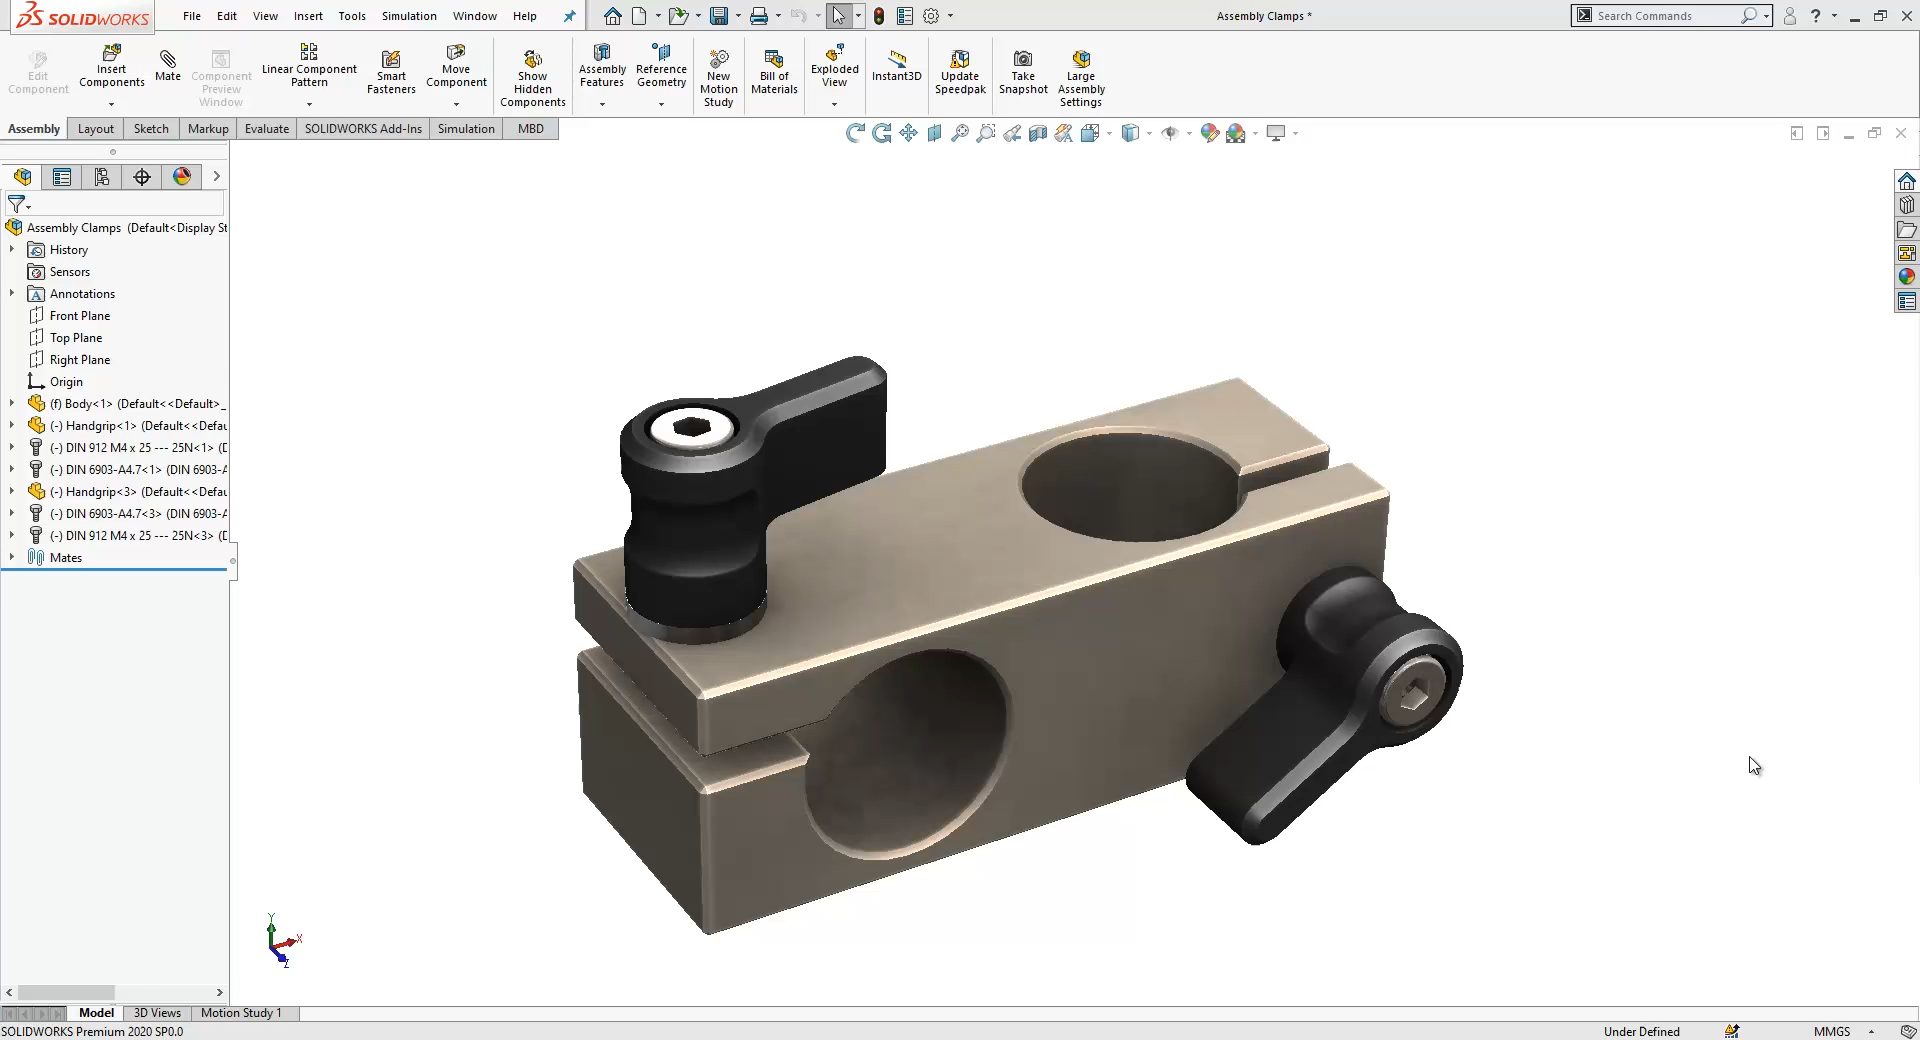 SOLIDWORKS File Edit View Insert Tools Simulation Window Help Assembly Clamps * Search Commands
Edit Component
Insert Components
Mate
Component Preview Window
Linear Component Pattern
Smart Fasteners
Move Component
Show Hidden Components
Assembly Features
Reference Geometry
New Motion Study
Bill of Materials
Exploded View
Instant3D
Update Speedpak
Take Snapshot
Large Assembly Settings
Assembly Layout Sketch Markup Evaluate SOLIDWORKS Add-Ins Simulation MBD
Assembly Clamps (Default<Display St
History
Sensors
Annotations
Front Plane
Top Plane
Right Plane
Origin
(f) Body<1> (Default<<Default>_
(-) Handgrip<1> (Default<<Defau
(-) DIN 912 M4 x 25 --- 25N<1> (D
(-) DIN 6903-A4.7<1> (DIN 6903-A
(-) Handgrip<3> (Default<<Defau
(-) DIN 6903-A4.7<3> (DIN 6903-A
(-) DIN 912 M4 x 25 --- 25N<3> (D
Mates
Y
X
Z
Model 3D Views Motion Study 1
SOLIDWORKS Premium 2020 SP0.0 Under Defined MMGS